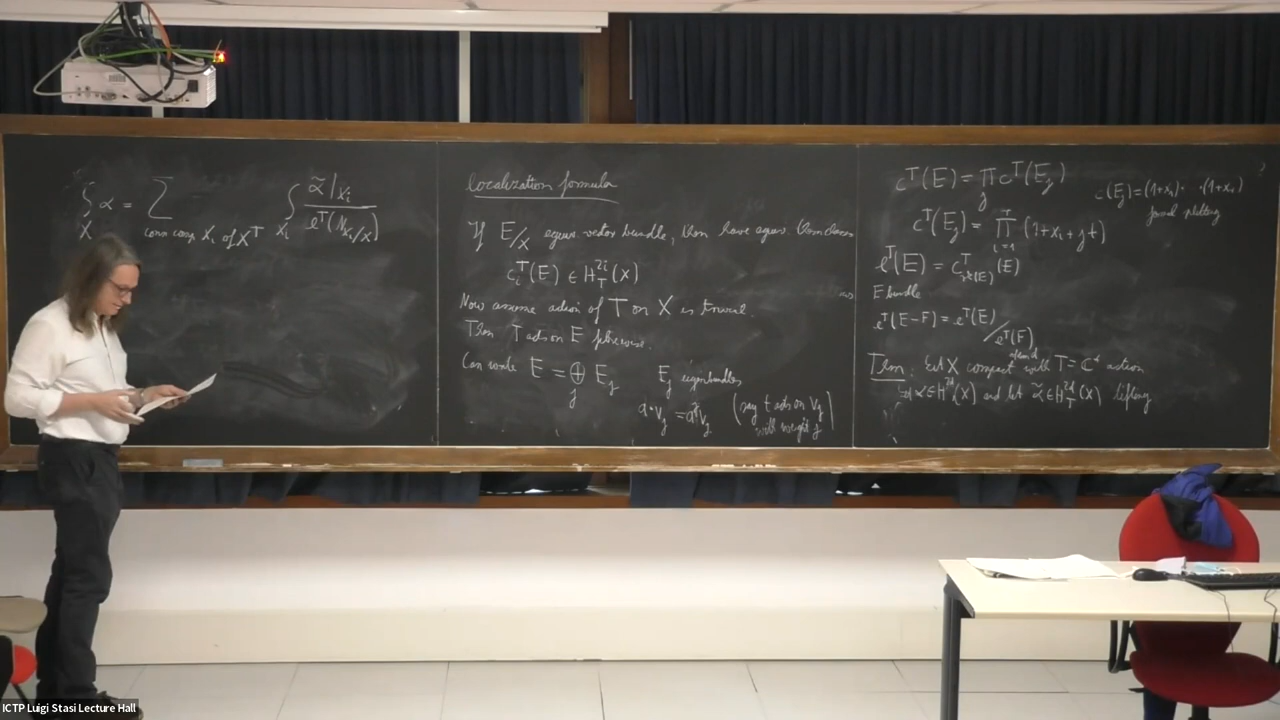 ∫_X α = Σ_{conn comp X_i of X^T} ∫_{X_i} α̃|_{X_i} / e^T(N_{X_i/X})
localization formula
If E/X equiv. vector bundle, then have equiv. Chern classes
c_i^T(E) ∈ H_T^{2i}(X)
Now assume action of T on X is trivial.
Then T acts on E fibrewise.
Can write E = ⊕_j E_j   E_j eigenbundles
a·v_j = a^j v_j (say t acts on V_j
with weight j)
c^T(E) = ∏_j c^T(E_j)
c(E_j) = (1+x_1)· ·(1+x_r)
formal splitting
c^T(E_j) = ∏_{i=1}^r (1+x_i+jt)
e^T(E) = c^T_{rk(E)}(E)
E bundle
e^T(E-F) = e^T(E)/e^T(F)
Thm: Let X compact with T=C* action
Let α∈H^{2d}(X) and let α̃∈H_T^{2d}(X) lifting
ICTP Luigi Stasi Lecture Hall